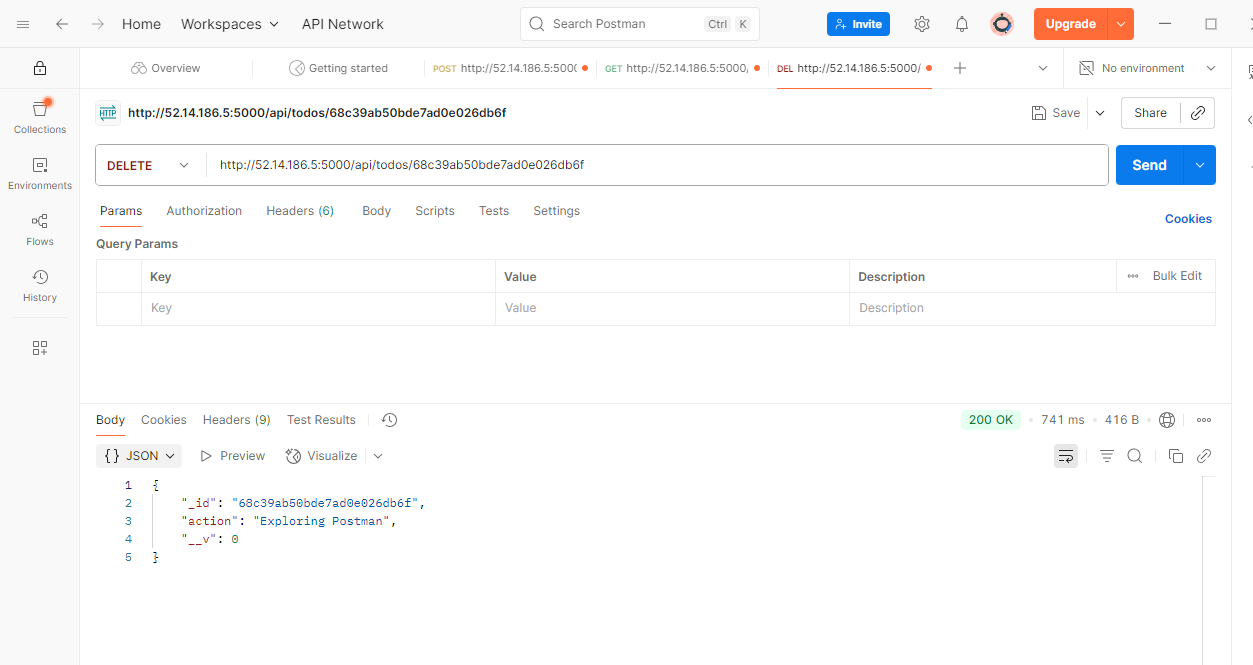 Home Workspaces API Network Search Postman Ctrl K Invite Upgrade
Overview Getting started POST http://52.14.186.5:5000 GET http://52.14.186.5:5000/ DEL http://52.14.186.5:5000/ No environment
Collections
Environments
Flows
History
HTTP http://52.14.186.5:5000/api/todos/68c39ab50bde7ad0e026db6f Save Share
DELETE http://52.14.186.5:5000/api/todos/68c39ab50bde7ad0e026db6f Send
Params Authorization Headers (6) Body Scripts Tests Settings Cookies
Query Params
Key Value Description Bulk Edit
Key Value Description
Body Cookies Headers (9) Test Results 200 OK 741 ms 416 B
{} JSON Preview Visualize
1 {
2 "_id": "68c39ab50bde7ad0e026db6f",
3 "action": "Exploring Postman",
4 "__v": 0
5 }